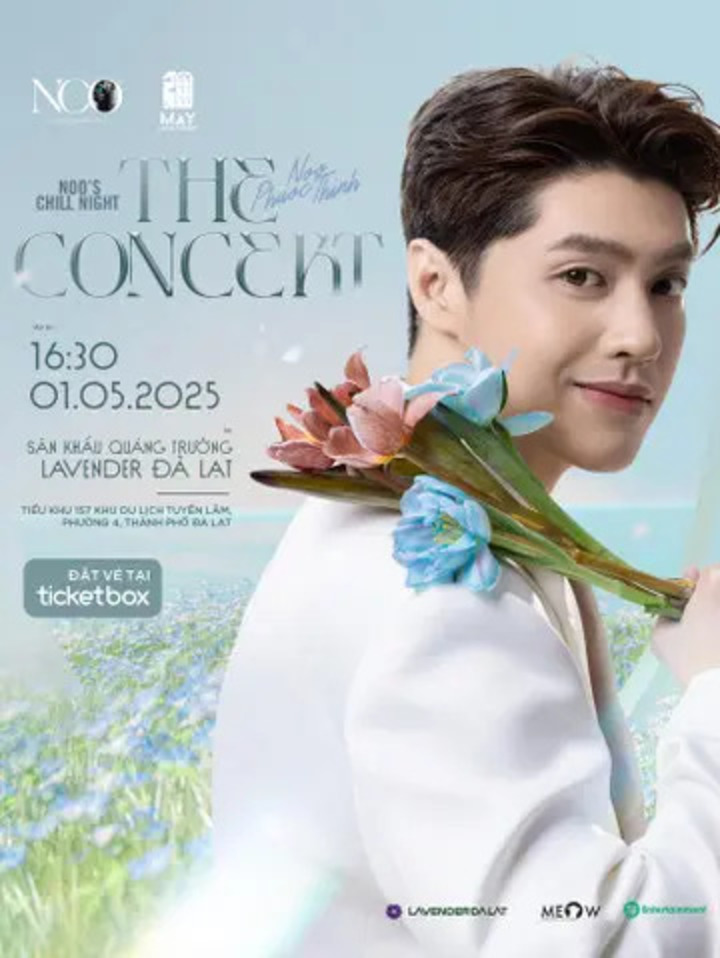 NOO
MAY
NOO'S
CHILL NIGHT
THE
Noo
Phước Thịnh
CONCERT
16:30
01.05.2025
SÂN KHẤU QUẢNG TRƯỜNG
LAVENDER ĐÀ LẠT
TIỂU KHU 157 KHU DU LỊCH TUYỀN LÂM,
PHƯỜNG 4, THÀNH PHỐ ĐÀ LẠT
ĐẶT VÉ TẠI
ticketbox
LAVENDER DALAT
MEOW
Entertainment